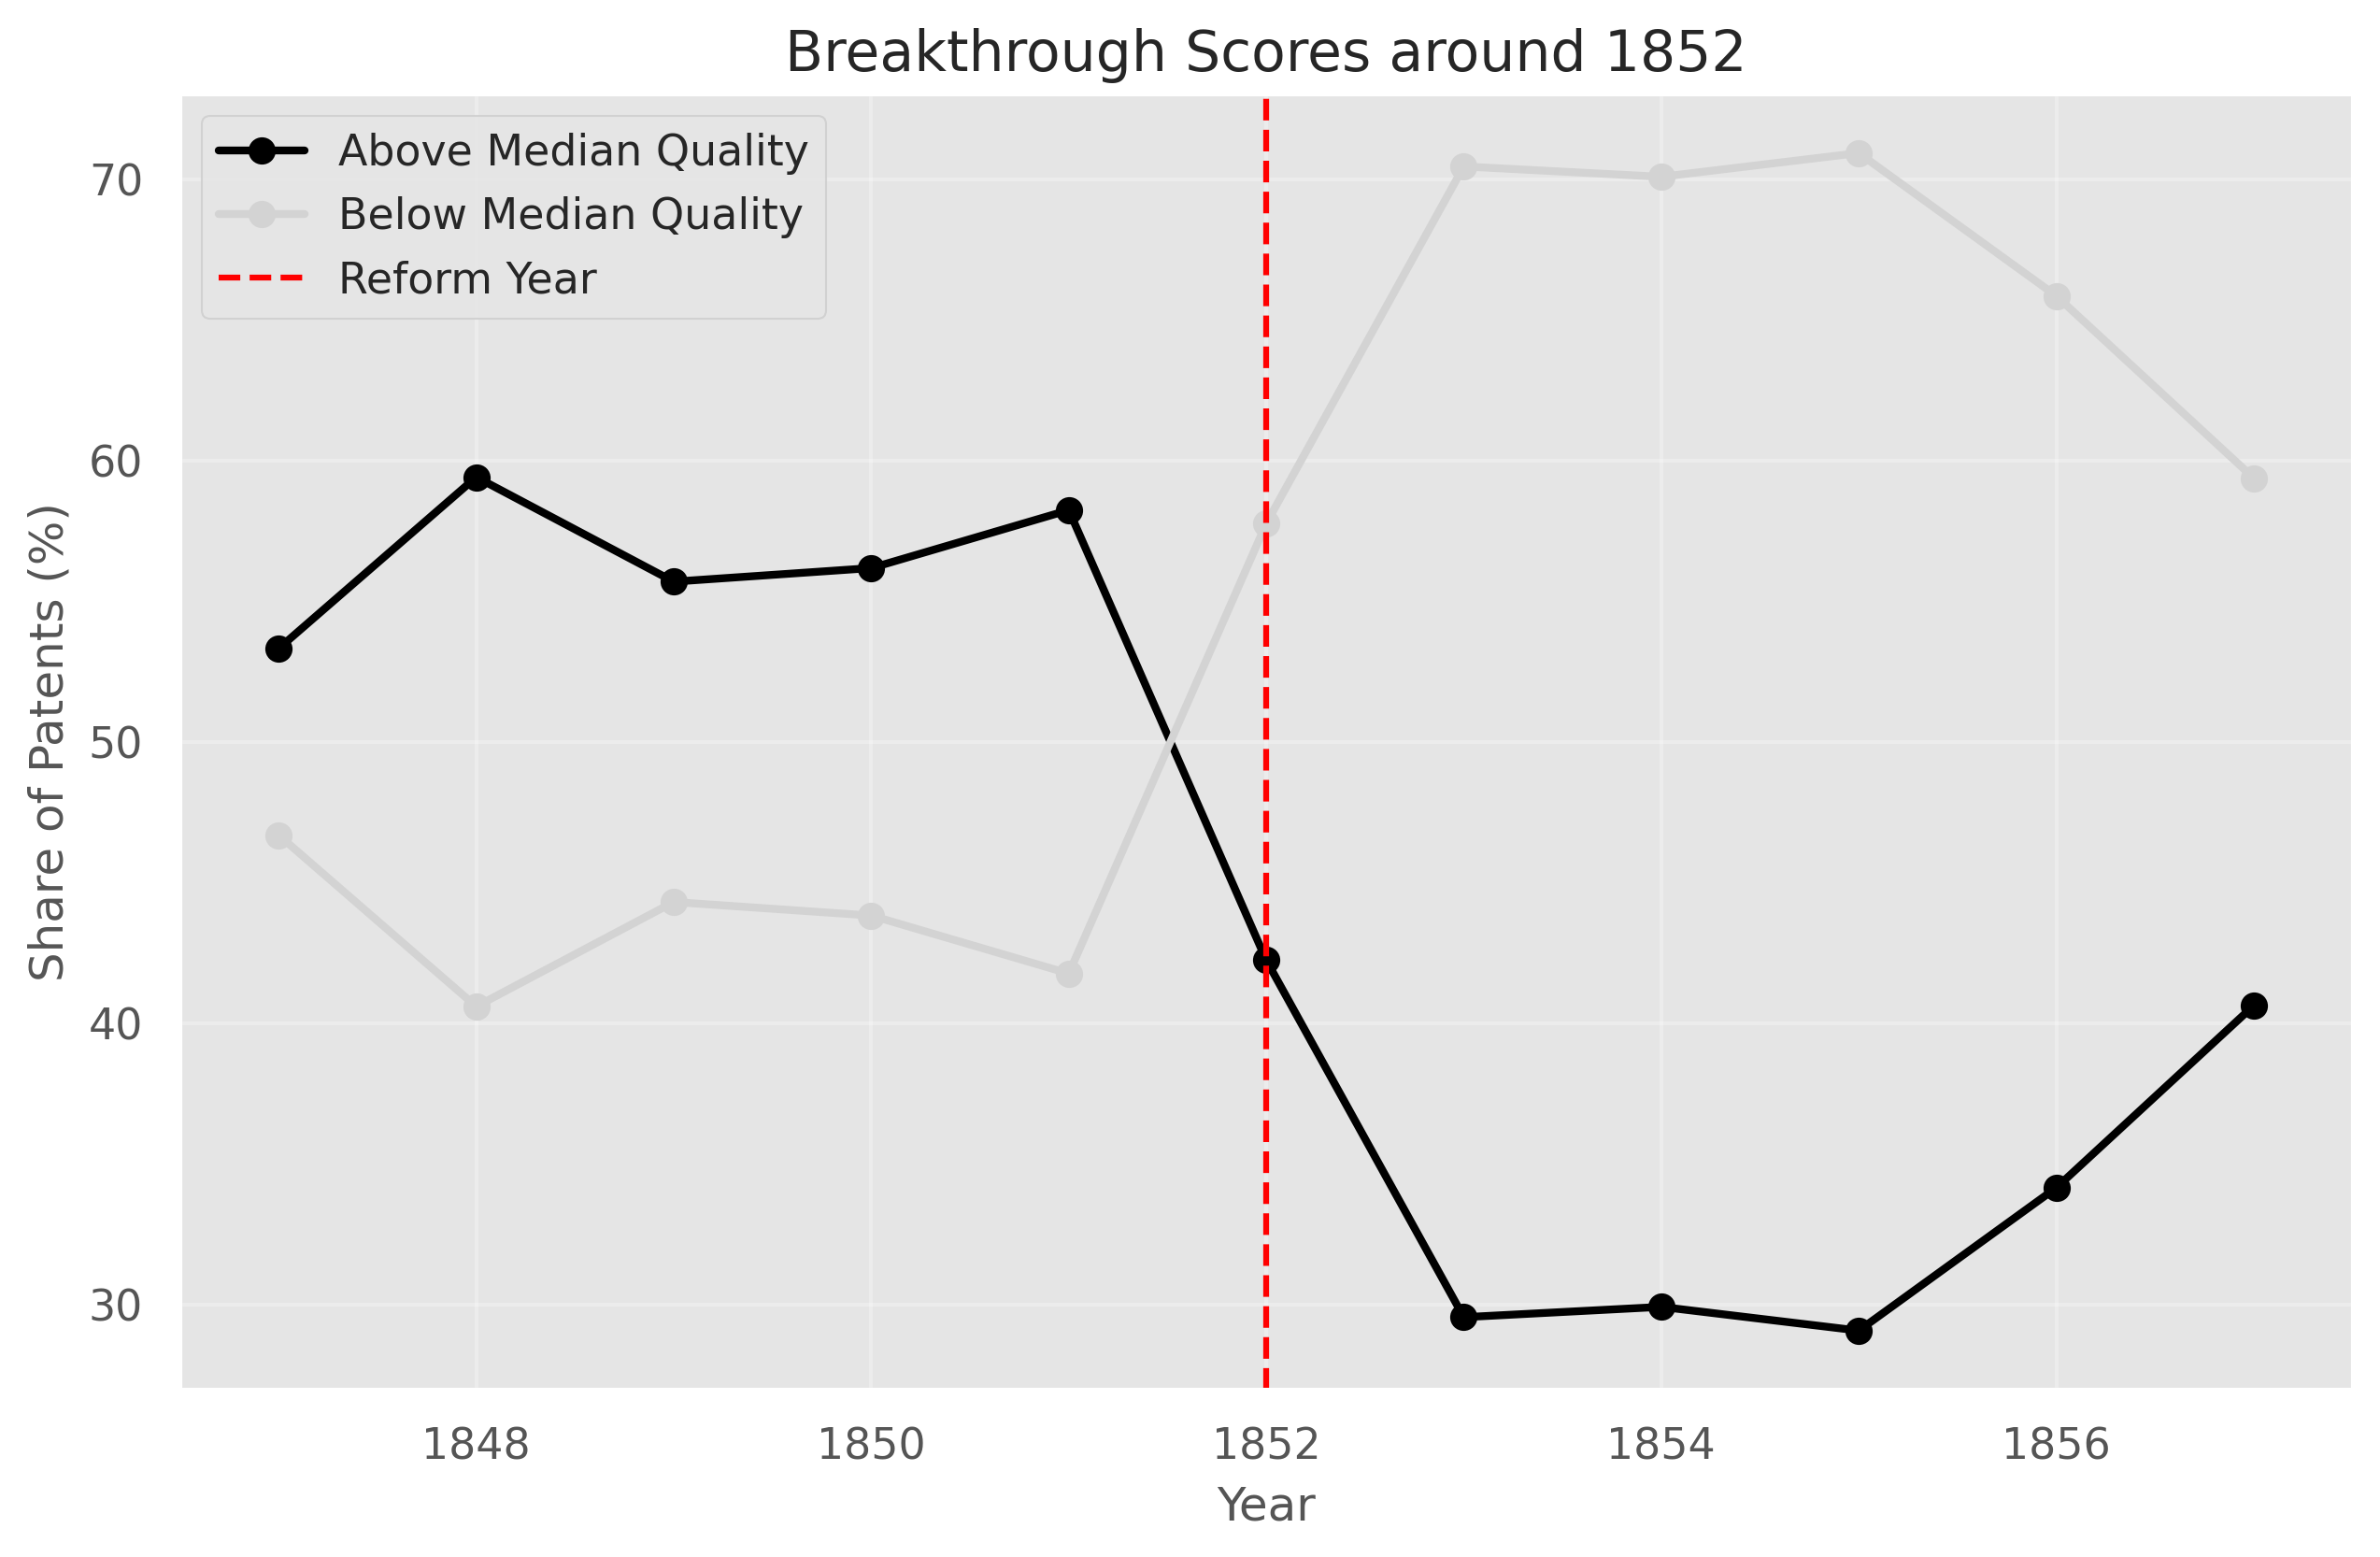 Breakthrough Scores around 1852
Above Median Quality
Below Median Quality
Reform Year
Share of Patents (%)
70
60
50
40
30
1848
1850
1852
1854
1856
Year